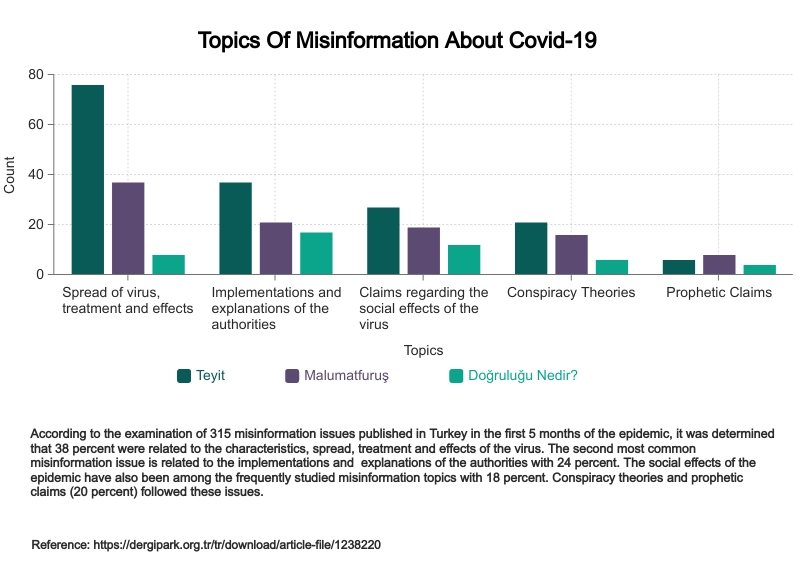 Topics Of Misinformation About Covid-19
80
60
40
20
0
Count
Spread of virus,
treatment and effects
Implementations and
explanations of the
authorities
Claims regarding the
social effects of the
virus
Conspiracy Theories
Prophetic Claims
Topics
Teyit
Malumatfuruş
Doğruluğu Nedir?
According to the examination of 315 misinformation issues published in Turkey in the first 5 months of the epidemic, it was determined
that 38 percent were related to the characteristics, spread, treatment and effects of the virus. The second most common
misinformation issue is related to the implementations and  explanations of the authorities with 24 percent. The social effects of the
epidemic have also been among the frequently studied misinformation topics with 18 percent. Conspiracy theories and prophetic
claims (20 percent) followed these issues.
Reference: https://dergipark.org.tr/tr/download/article-file/1238220